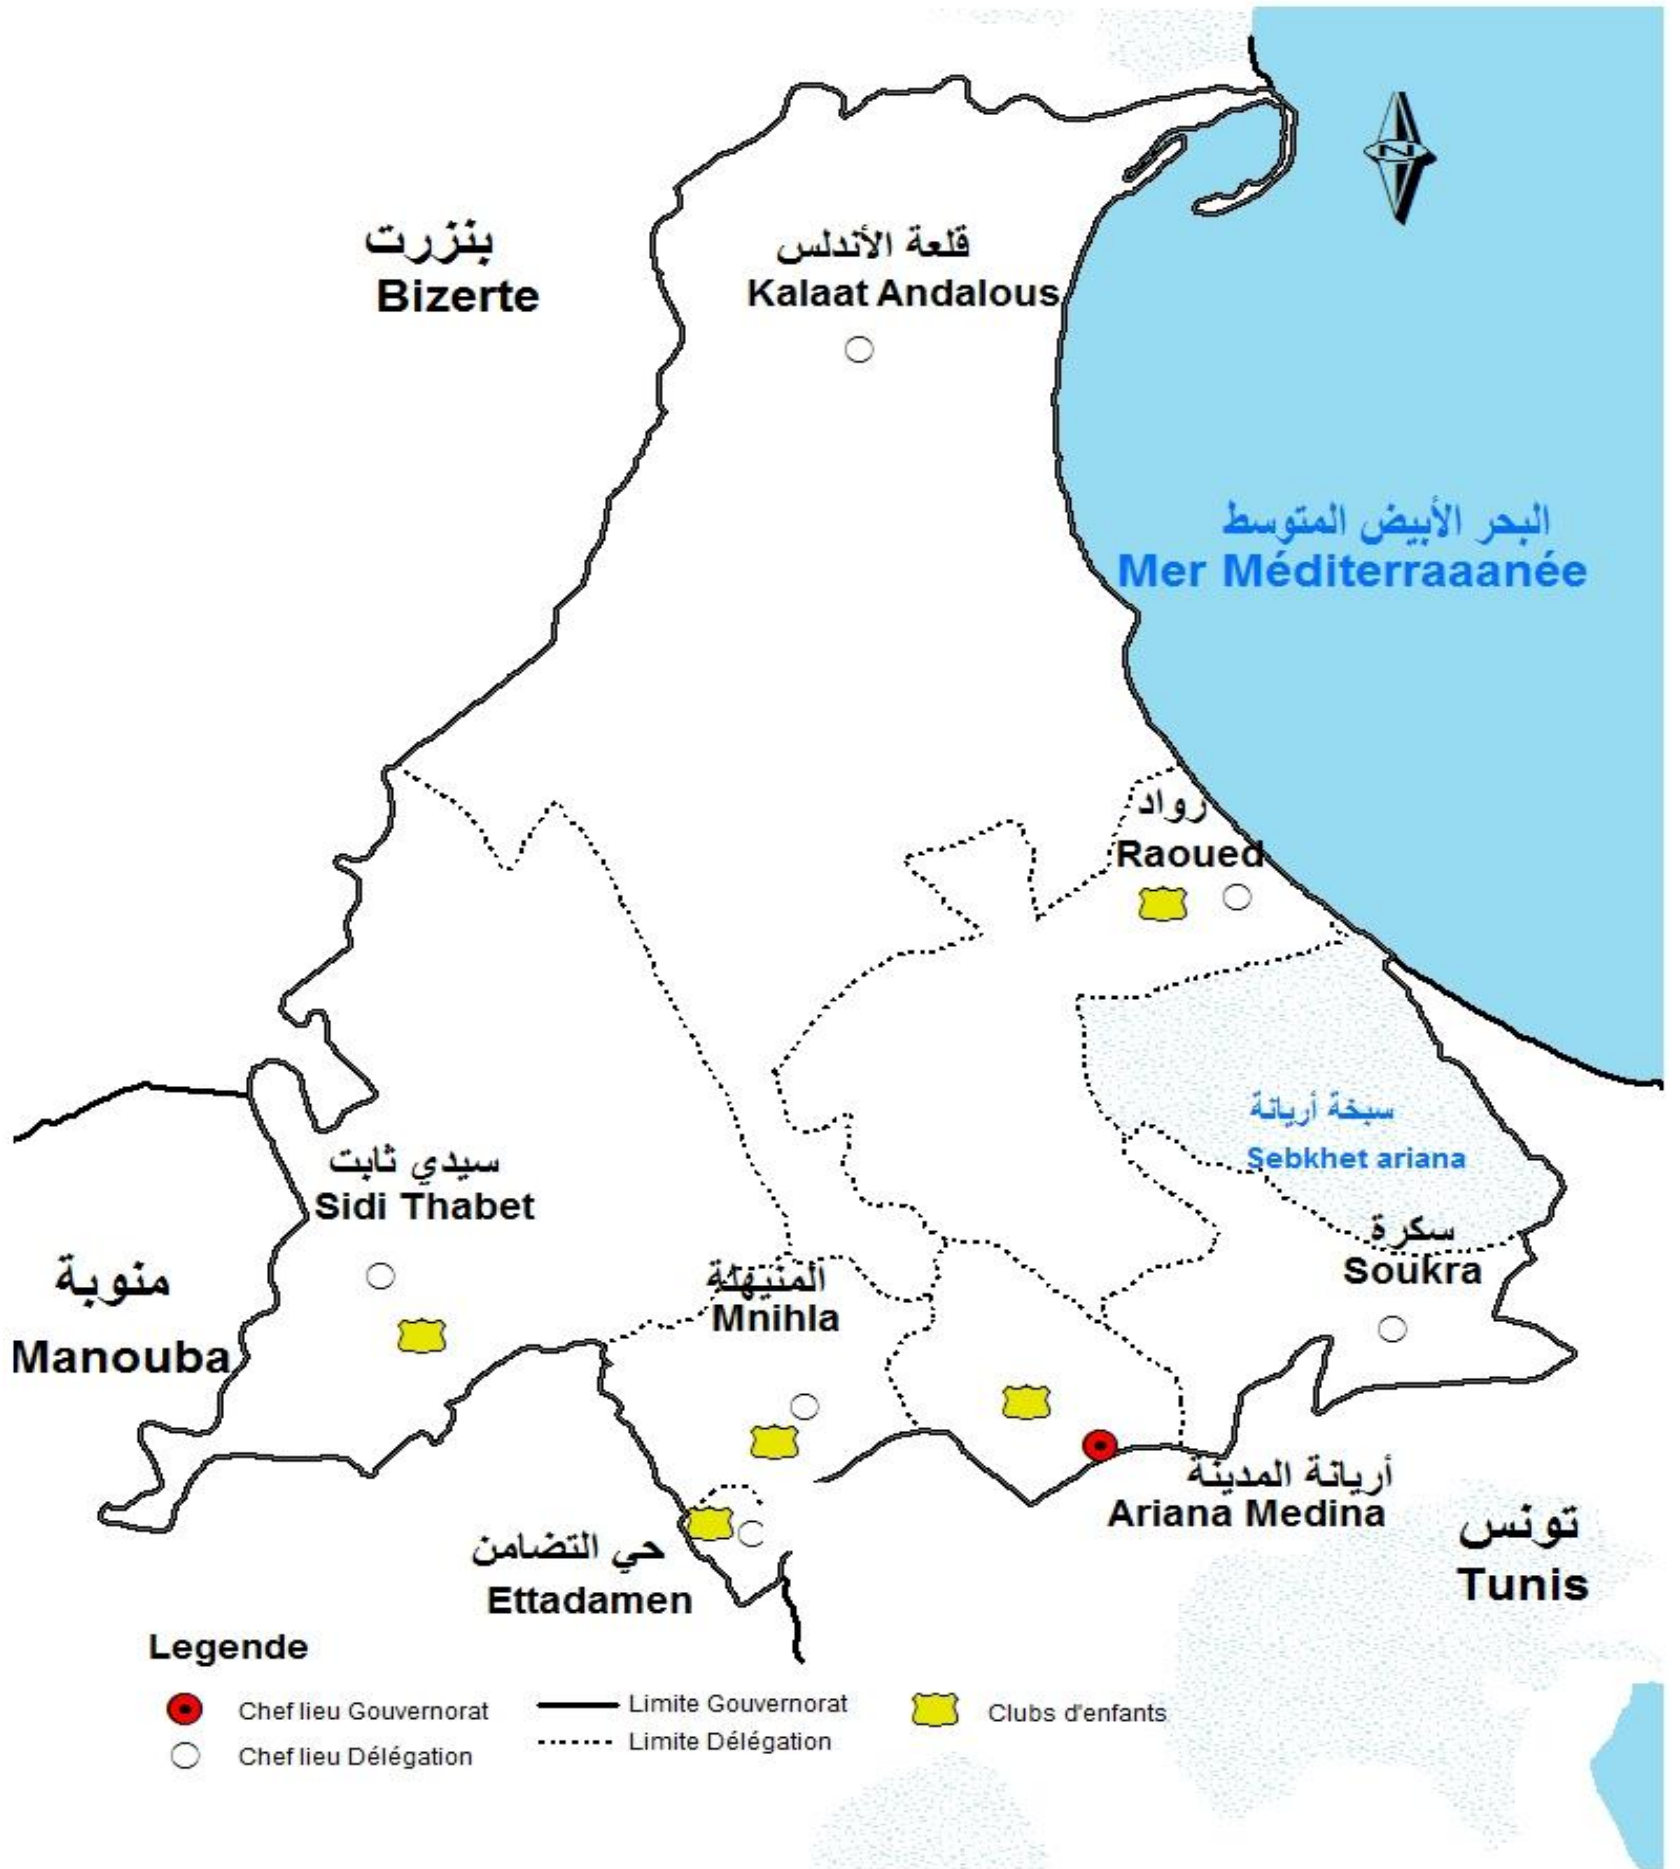 N
بنزرت
Bizerte
قلعة الأندلس
Kalaat Andalous
البحر الأبيض المتوسط
Mer Méditerraaanée
رواد
Raoued
سبخة أريانة
Sebkhet ariana
سيدي ثابت
Sidi Thabet
سكرة
Soukra
منوبة
Manouba
المنيهلة
Mnihla
أريانة المدينة
Ariana Medina
تونس
Tunis
حي التضامن
Ettadamen
Legende
Chef lieu Gouvernorat
Limite Gouvernorat
Clubs d'enfants
Chef lieu Délégation
Limite Délégation